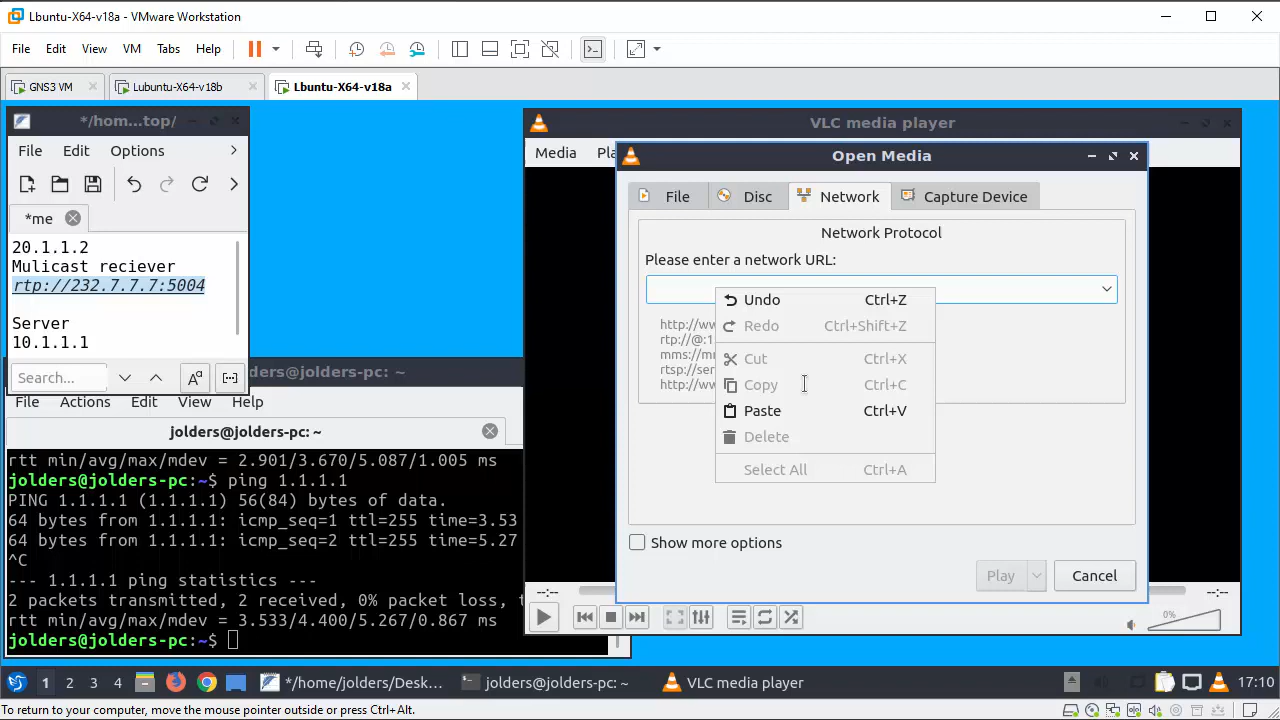 Lbuntu-X64-v18a - VMware Workstation
File Edit View VM Tabs Help
GNS3 VM Lubuntu-X64-v18b Lbuntu-X64-v18a
*/hom...top/
File Edit Options
*me
20.1.1.2
Mulicast reciever
rtp://232.7.7.7:5004
Server
10.1.1.1
Search...
VLC media player
Media
Open Media
File Disc Network Capture Device
Network Protocol
Please enter a network URL:
Undo Ctrl+Z
Redo Ctrl+Shift+Z
Cut Ctrl+X
Copy Ctrl+C
Paste Ctrl+V
Delete
Select All Ctrl+A
Show more options
Play Cancel
--:-- --:--
0%
ders@jolders-pc: ~
File Actions Edit View Help
jolders@jolders-pc: ~
rtt min/avg/max/mdev = 2.901/3.670/5.087/1.005 ms
jolders@jolders-pc:~$ ping 1.1.1.1
PING 1.1.1.1 (1.1.1.1) 56(84) bytes of data.
64 bytes from 1.1.1.1: icmp_seq=1 ttl=255 time=3.53
64 bytes from 1.1.1.1: icmp_seq=2 ttl=255 time=5.27
^C
--- 1.1.1.1 ping statistics ---
2 packets transmitted, 2 received, 0% packet loss,
rtt min/avg/max/mdev = 3.533/4.400/5.267/0.867 ms
jolders@jolders-pc:~$
1 2 3 4 */home/jolders/Desk... jolders@jolders-pc: ~ VLC media player 17:10
To return to your computer, move the mouse pointer outside or press Ctrl+Alt.